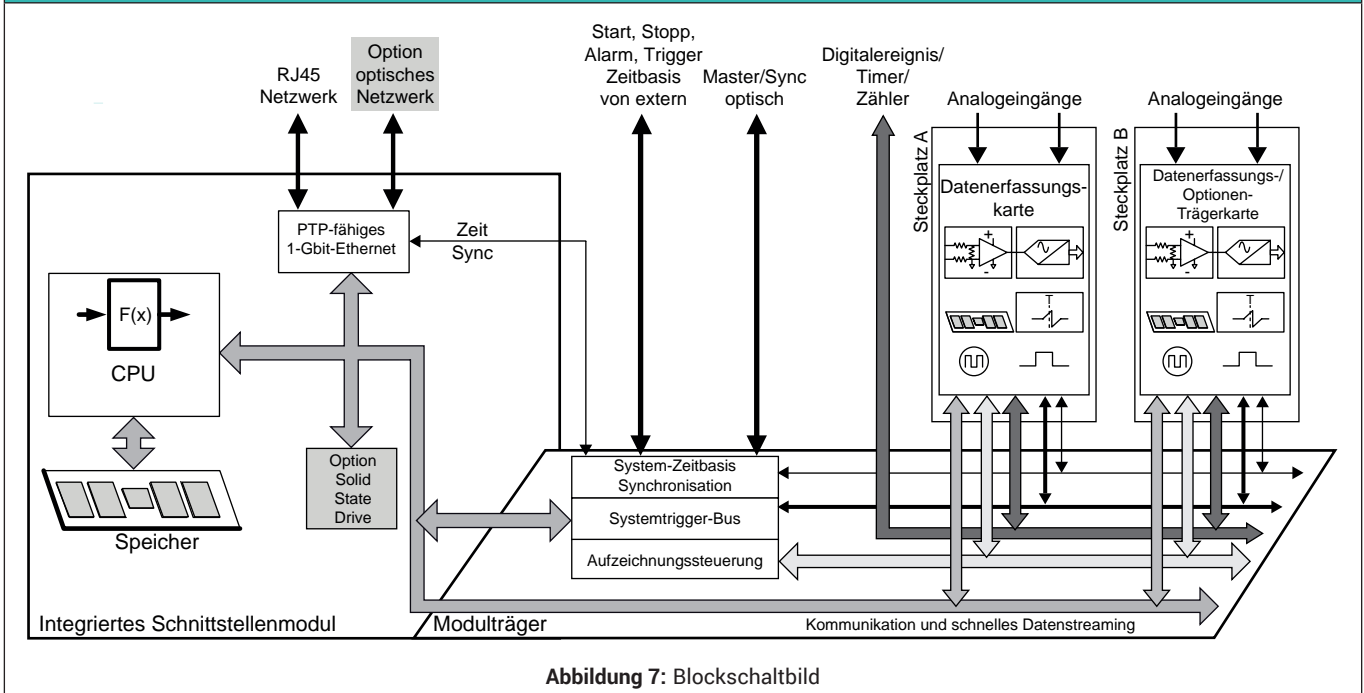 RJ45
Netzwerk
Option
optisches
Netzwerk
Start, Stopp,
Alarm, Trigger
Zeitbasis
von extern
Master/Sync
optisch
Digitalereignis/
Timer/
Zähler
Analogeingänge
Analogeingänge
Steckplatz A
Datenerfassungs-
karte
+
-
T
Steckplatz B
Datenerfassungs-/
Optionen-
Trägerkarte
+
-
T
PTP-fähiges
1-Gbit-Ethernet
Zeit
Sync
F(x)
CPU
Speicher
Option
Solid
State
Drive
System-Zeitbasis
Synchronisation
Systemtrigger-Bus
Aufzeichnungssteuerung
Integriertes Schnittstellenmodul
Modulträger
Kommunikation und schnelles Datenstreaming
Abbildung 7: Blockschaltbild